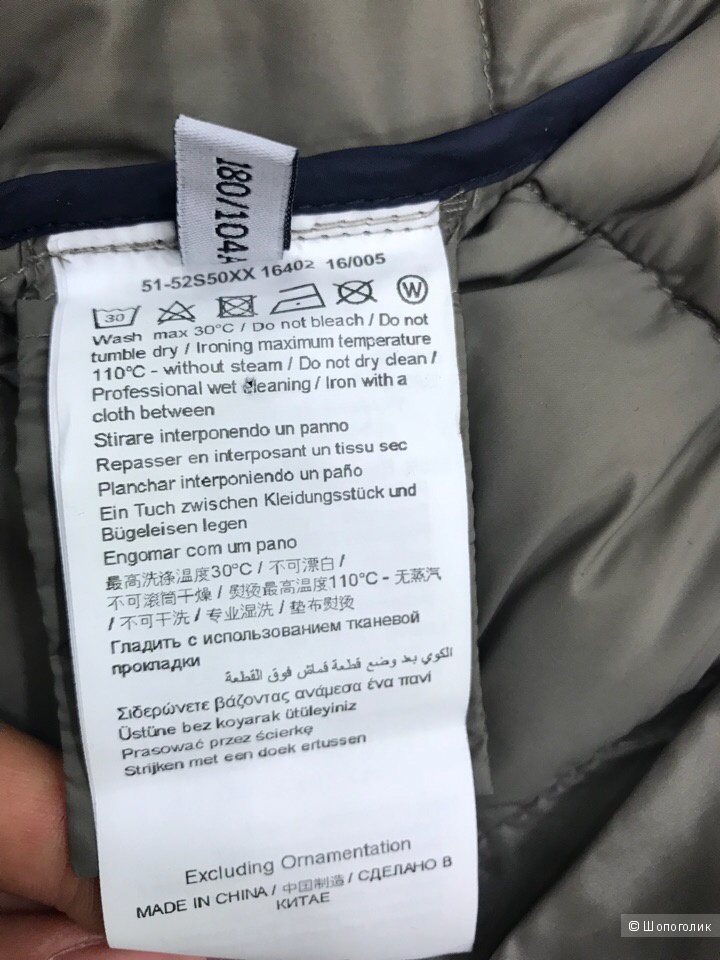 180/104A
51-52S50XX 16402 16/005
30
W
Wash max 30°C / Do not bleach / Do not
tumble dry / Ironing maximum temperature
110°C - without steam / Do not dry clean /
Professional wet cleaning / Iron with a
cloth between
Stirare interponendo un panno
Repasser en interposant un tissu sec
Planchar interponiendo un paño
Ein Tuch zwischen Kleidungsstück und
Bügeleisen legen
Engomar com um pano
最高洗涤温度30°C / 不可漂白 /
不可滚筒干燥 / 熨烫最高温度110°C - 无蒸汽
/ 不可干洗 / 专业湿洗 / 垫布熨烫
Гладить с использованием тканевой
прокладки
الكوي بعد وضع قطعة قماش فوق القطعة
Σιδερώνετε βάζοντας ανάμεσα ένα πανί
Üstüne bez koyarak ütüleyiniz
Prasować przez ścierkę
Strijken met een doek ertussen
Excluding Ornamentation
MADE IN CHINA / 中国制造 / СДЕЛАНО В
КИТАЕ
© Шопоголик